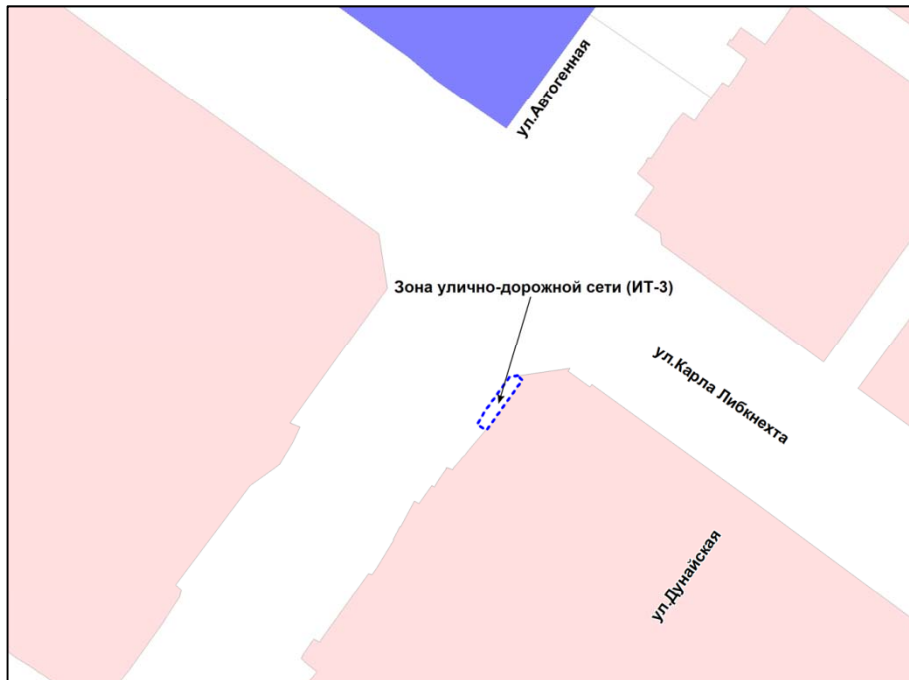 ул.Автогенная
Зона улично-дорожной сети (ИТ-3)
ул.Карла Либкнехта
ул.Дунайская